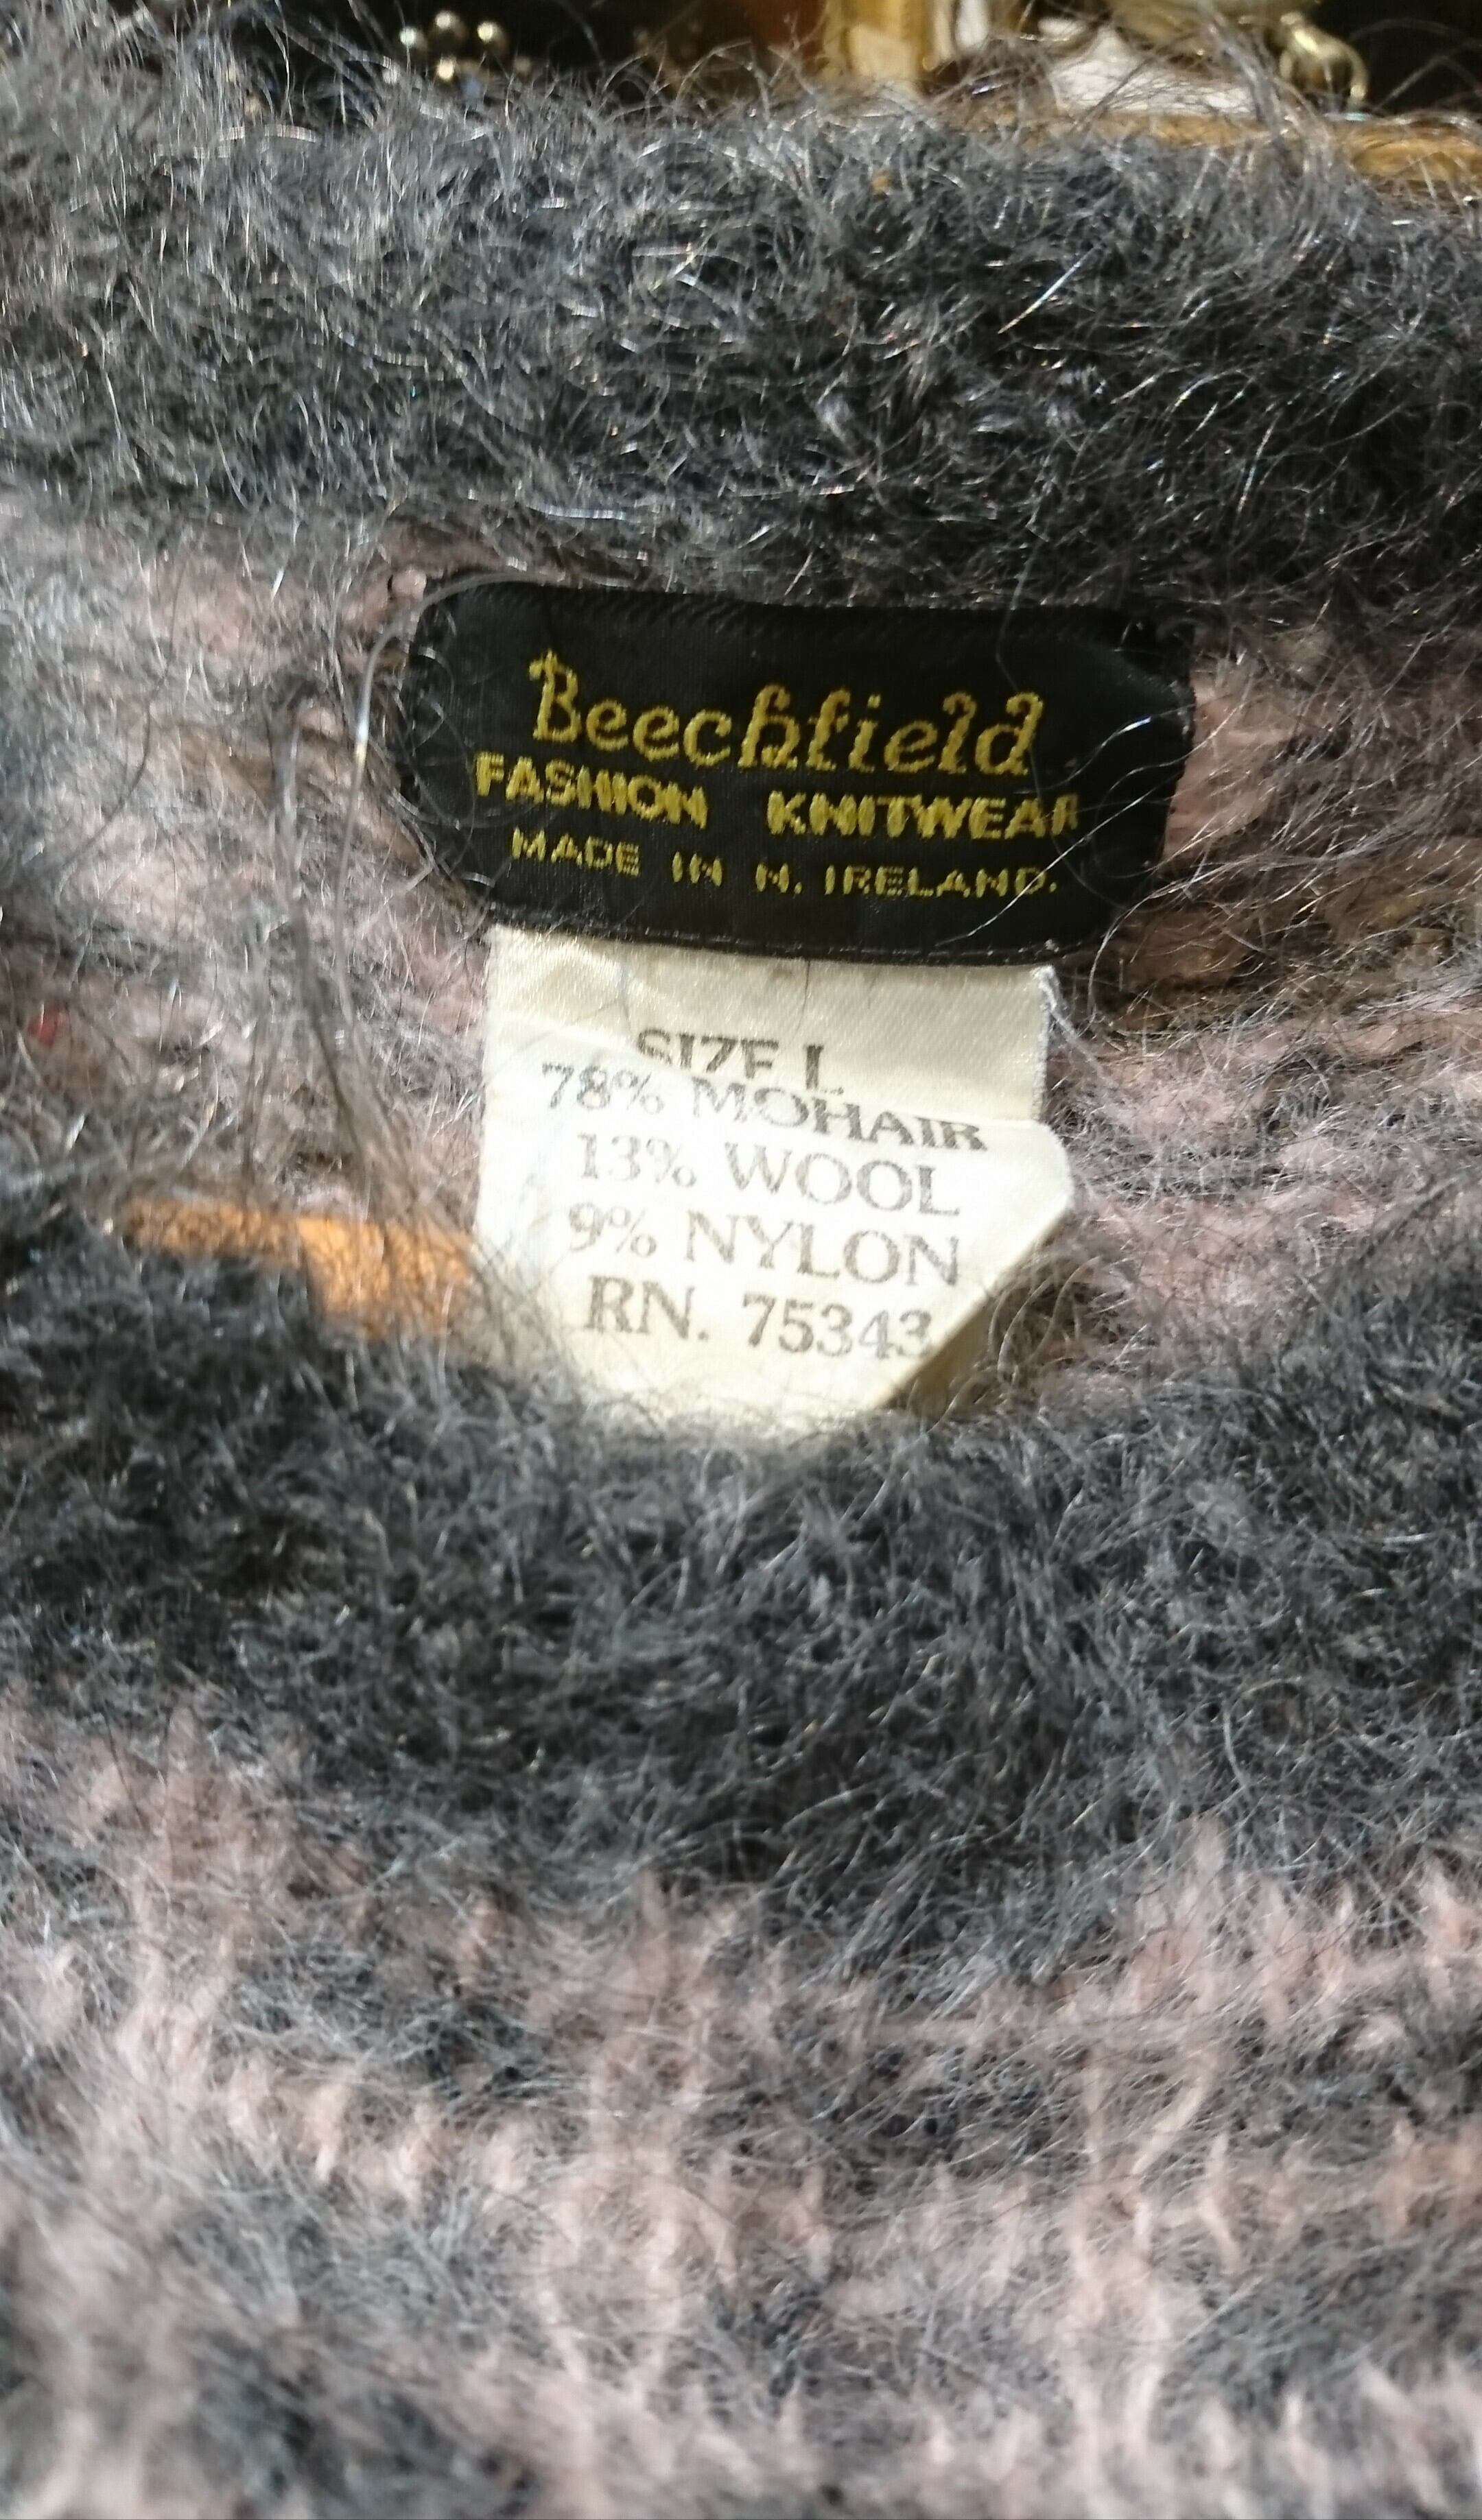 Beechfield
FASHION KNITWEAR
MADE IN N. IRELAND.
SIZE L
78% MOHAIR
13% WOOL
9% NYLON
RN. 75343